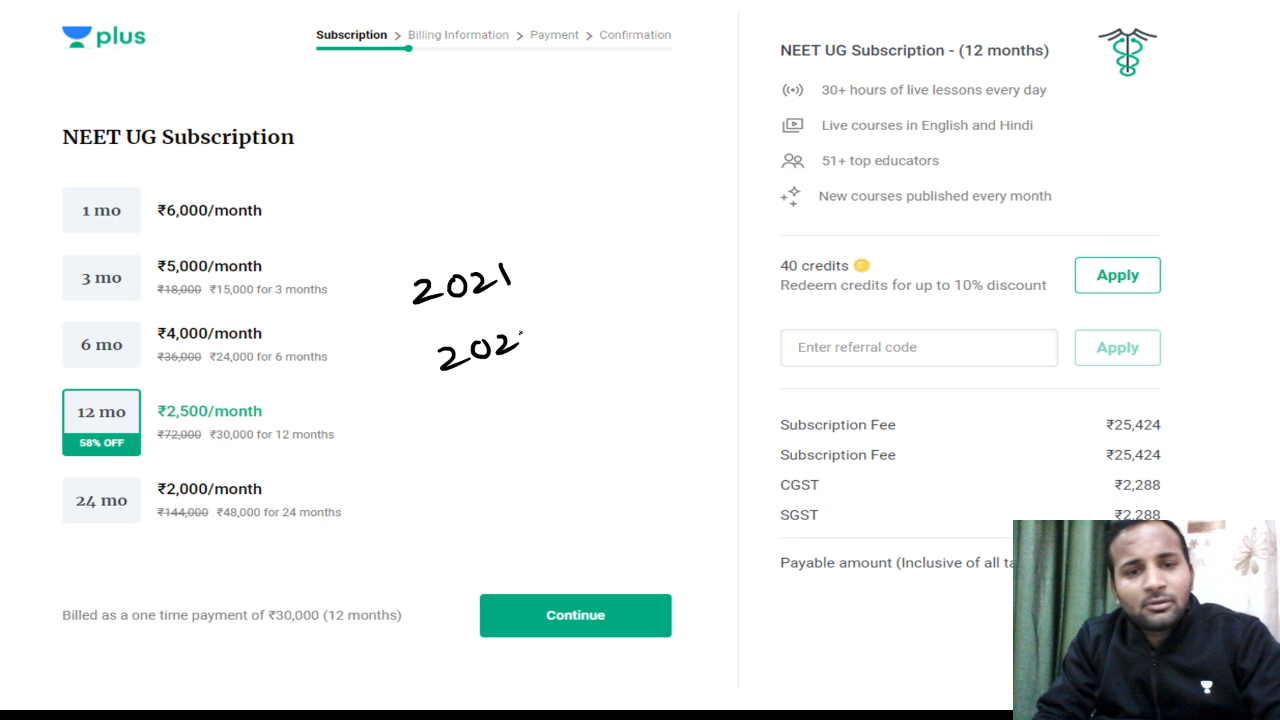 plus
Subscription > Billing Information > Payment > Confirmation
NEET UG Subscription
1 mo ₹6,000/month
3 mo ₹5,000/month
₹18,000 ₹15,000 for 3 months
6 mo ₹4,000/month
₹36,000 ₹24,000 for 6 months
12 mo ₹2,500/month
58% OFF ₹72,000 ₹30,000 for 12 months
24 mo ₹2,000/month
₹144,000 ₹48,000 for 24 months
2021
202
Billed as a one time payment of ₹30,000 (12 months)
Continue
NEET UG Subscription - (12 months)
30+ hours of live lessons every day
Live courses in English and Hindi
51+ top educators
New courses published every month
40 credits
Redeem credits for up to 10% discount
Apply
Enter referral code
Apply
Subscription Fee ₹25,424
Subscription Fee ₹25,424
CGST ₹2,288
SGST ₹2,288
Payable amount (Inclusive of all